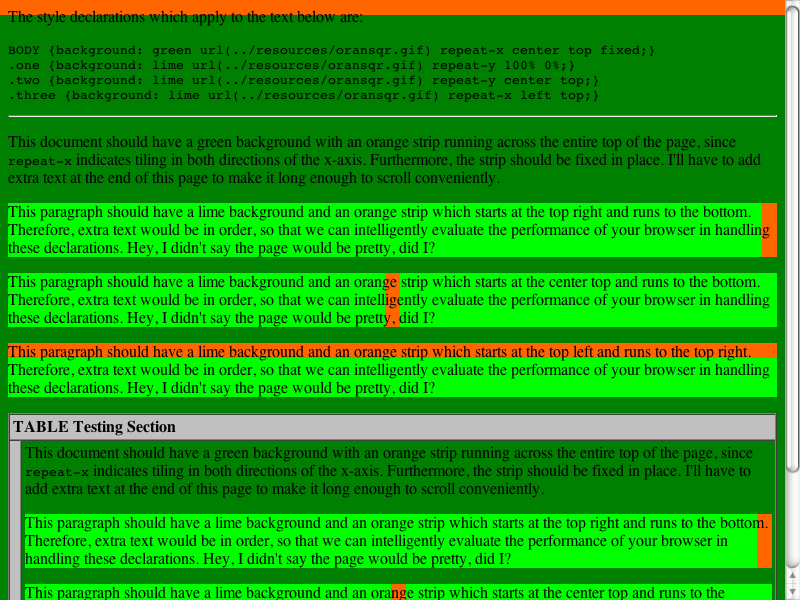 The style declarations which apply to the text below are:
BODY {background: green url(../resources/oransqr.gif) repeat-x center top fixed;}
.one {background: lime url(../resources/oransqr.gif) repeat-y 100% 0%;}
.two {background: lime url(../resources/oransqr.gif) repeat-y center top;}
.three {background: lime url(../resources/oransqr.gif) repeat-x left top;}
This document should have a green background with an orange strip running across the entire top of the page, since
repeat-x indicates tiling in both directions of the x-axis. Furthermore, the strip should be fixed in place. I'll have to add
extra text at the end of this page to make it long enough to scroll conveniently.
This paragraph should have a lime background and an orange strip which starts at the top right and runs to the bottom.
Therefore, extra text would be in order, so that we can intelligently evaluate the performance of your browser in handling
these declarations. Hey, I didn't say the page would be pretty, did I?
This paragraph should have a lime background and an orange strip which starts at the center top and runs to the bottom.
Therefore, extra text would be in order, so that we can intelligently evaluate the performance of your browser in handling
these declarations. Hey, I didn't say the page would be pretty, did I?
This paragraph should have a lime background and an orange strip which starts at the top left and runs to the top right.
Therefore, extra text would be in order, so that we can intelligently evaluate the performance of your browser in handling
these declarations. Hey, I didn't say the page would be pretty, did I?
TABLE Testing Section
This document should have a green background with an orange strip running across the entire top of the page, since
repeat-x indicates tiling in both directions of the x-axis. Furthermore, the strip should be fixed in place. I'll have to
add extra text at the end of this page to make it long enough to scroll conveniently.
This paragraph should have a lime background and an orange strip which starts at the top right and runs to the bottom.
Therefore, extra text would be in order, so that we can intelligently evaluate the performance of your browser in
handling these declarations. Hey, I didn't say the page would be pretty, did I?
This paragraph should have a lime background and an orange strip which starts at the center top and runs to the